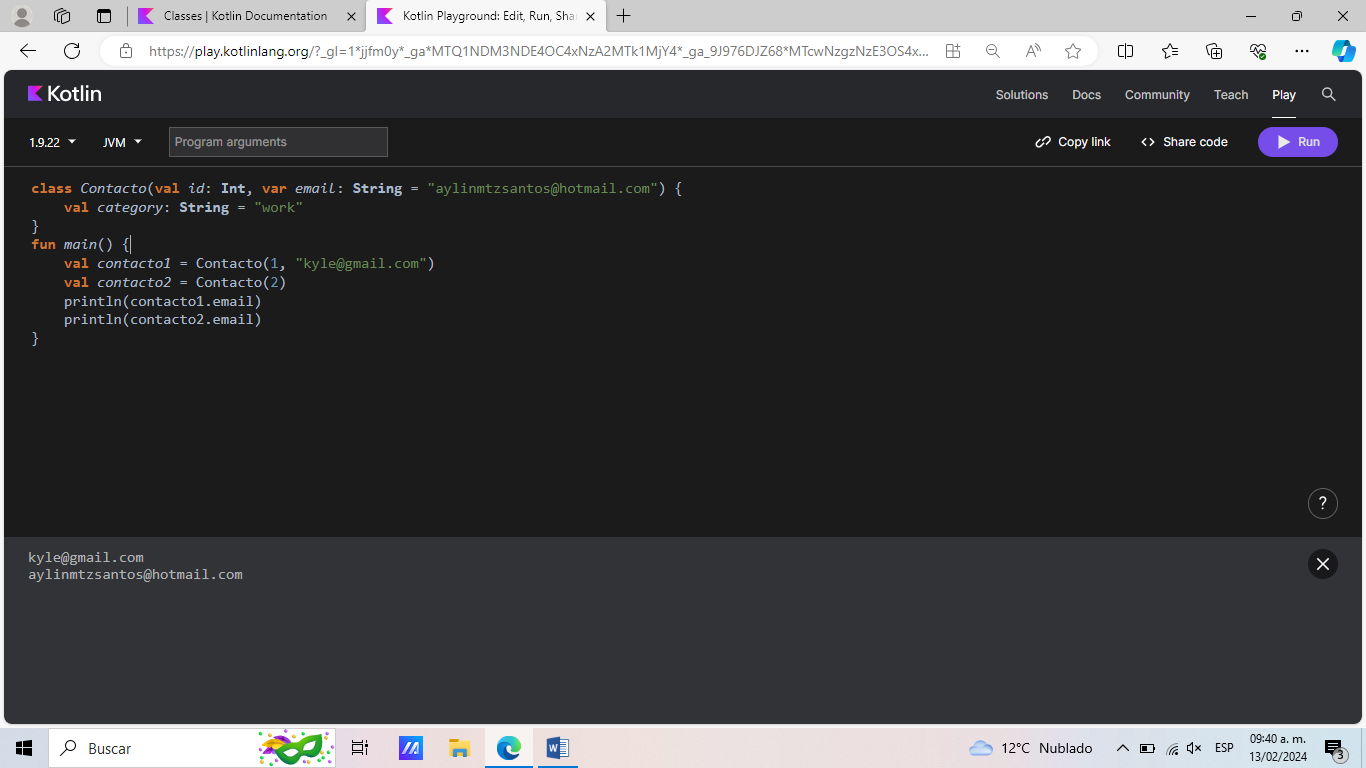 Classes | Kotlin Documentation
Kotlin Playground: Edit, Run, Sha
https://play.kotlinlang.org/?_gl=1*jjfm0y*_ga*MTQ1NDM3NDE4OC4xNzA2MTk1MjY4*_ga_9J976DJZ68*MTcwNzgzNzE3OS4x...
Kotlin
Solutions Docs Community Teach Play
1.9.22 JVM Program arguments Copy link Share code Run
class Contacto(val id: Int, var email: String = "aylinmtzsantos@hotmail.com") {
    val category: String = "work"
}
fun main() {
    val contacto1 = Contacto(1, "kyle@gmail.com")
    val contacto2 = Contacto(2)
    println(contacto1.email)
    println(contacto2.email)
}
?
kyle@gmail.com
aylinmtzsantos@hotmail.com
Buscar
12°C Nublado
ESP
09:40 a. m.
13/02/2024
3